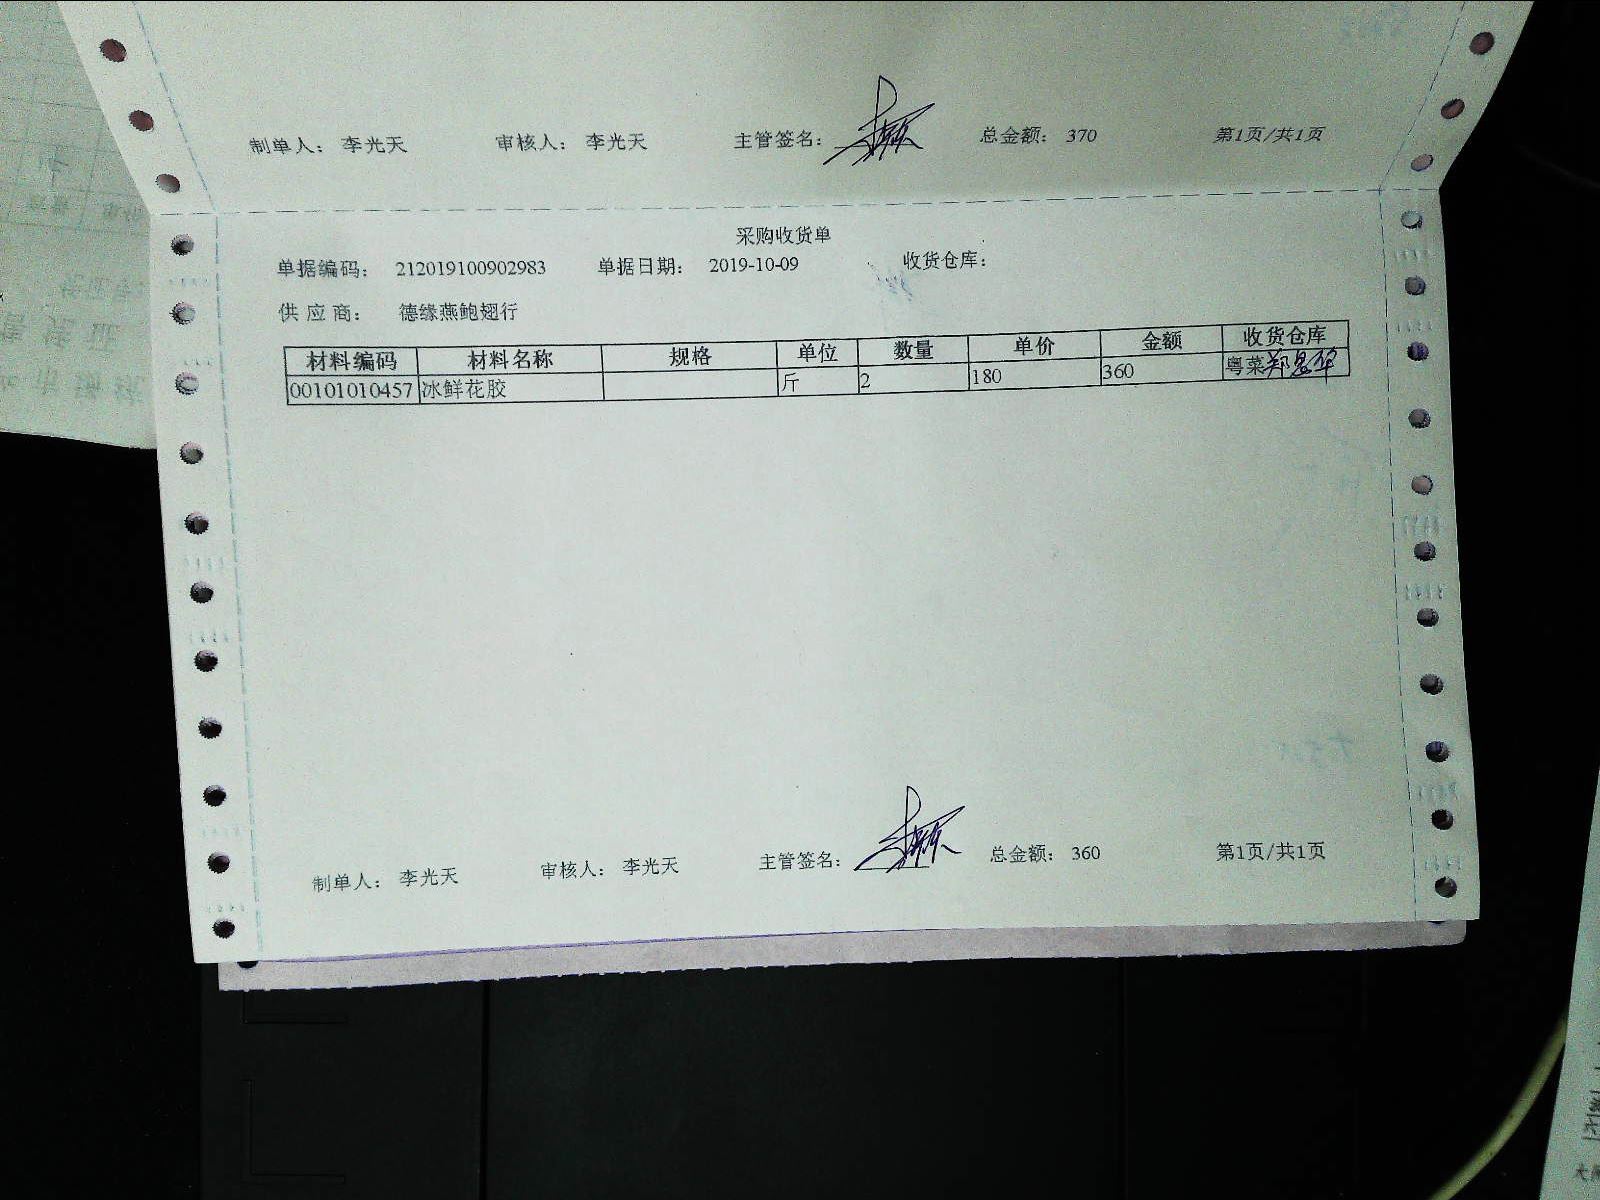 制单人： 李光天 审核人： 李光天 主管签名： 总金额： 370 第1页/共1页
采购收货单
单据编码： 212019100902983 单据日期： 2019-10-09 收货仓库：
供 应 商： 德缘燕鲍翅行
材料编码 材料名称 规格 单位 数量 单价 金额 收货仓库
00101010457 冰鲜花胶 斤 2 180 360 粤菜
制单人： 李光天 审核人： 李光天 主管签名： 总金额： 360 第1页/共1页